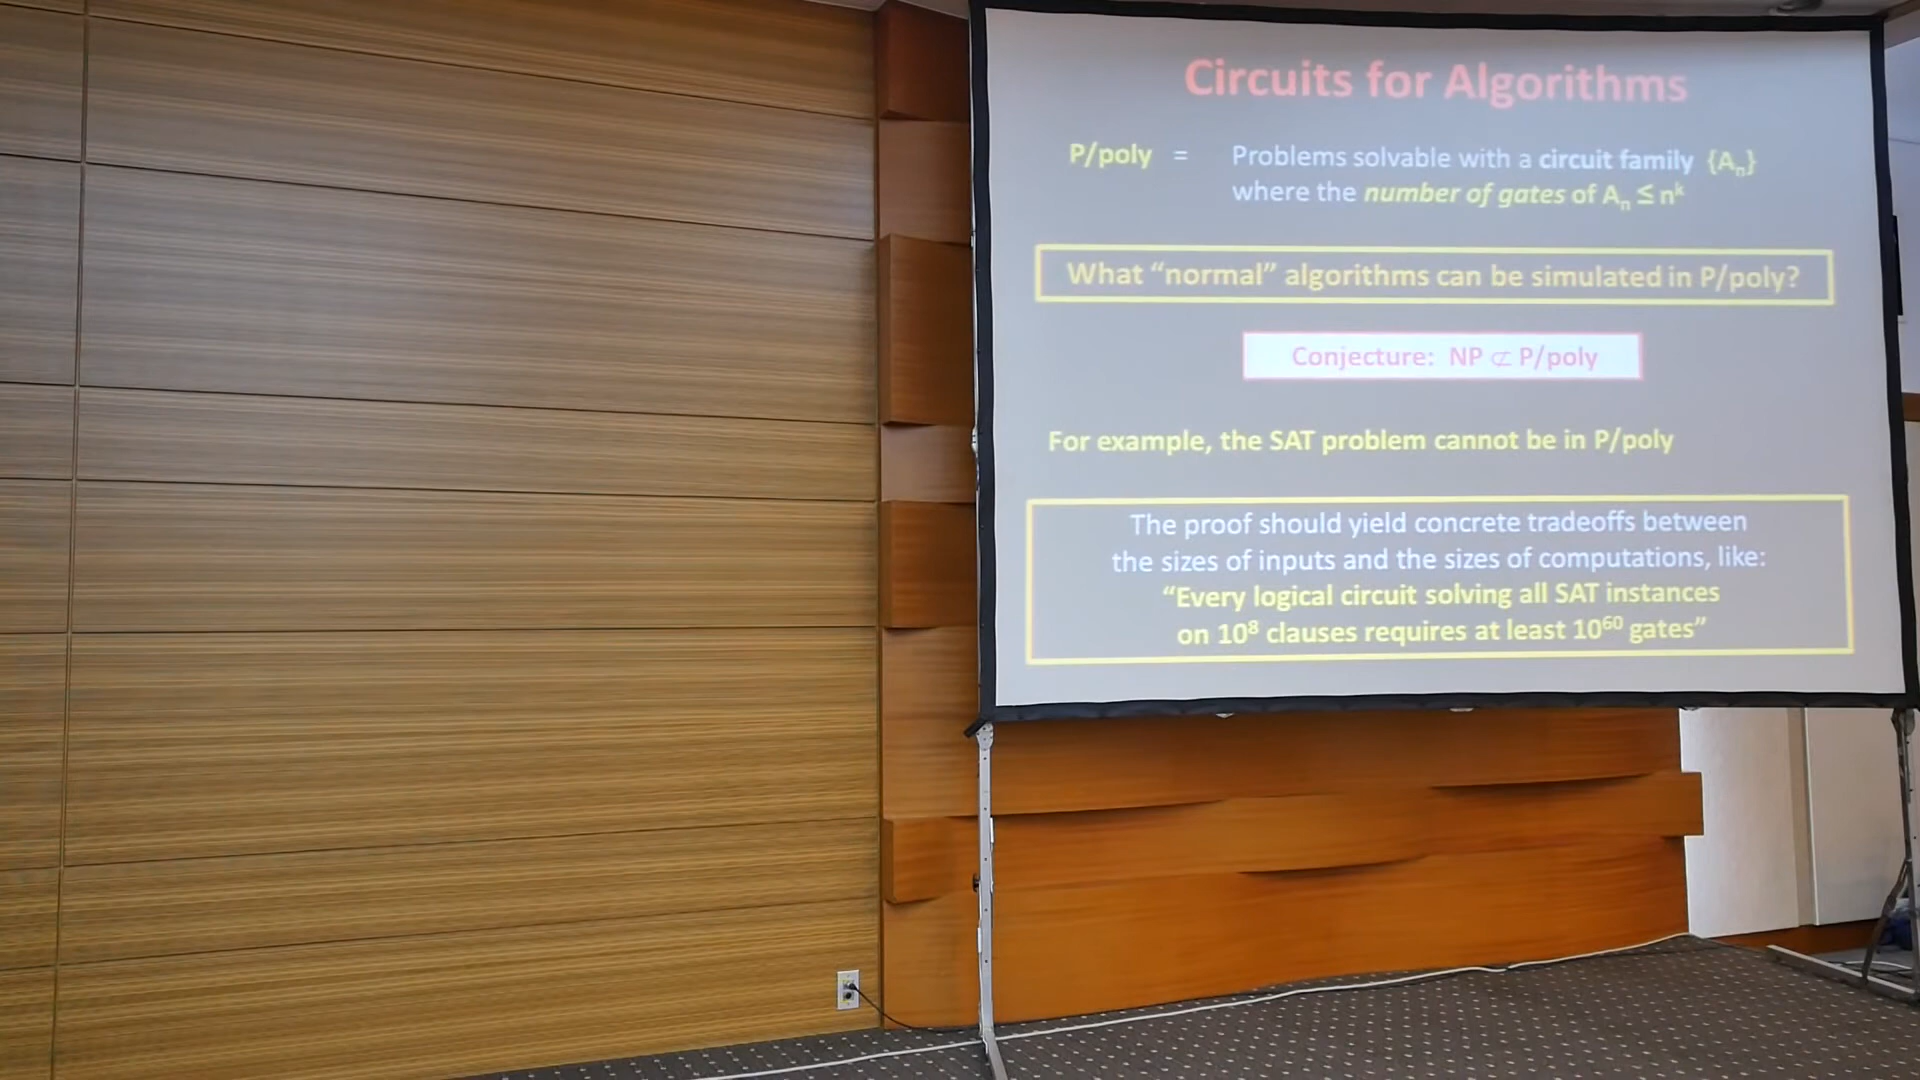 Circuits for Algorithms
P/poly = Problems solvable with a circuit family {Aₙ}
where the number of gates of Aₙ ≤ nᵏ
What “normal” algorithms can be simulated in P/poly?
Conjecture: NP ⊄ P/poly
For example, the SAT problem cannot be in P/poly
The proof should yield concrete tradeoffs between
the sizes of inputs and the sizes of computations, like:
“Every logical circuit solving all SAT instances
on 10⁸ clauses requires at least 10⁶⁰ gates”